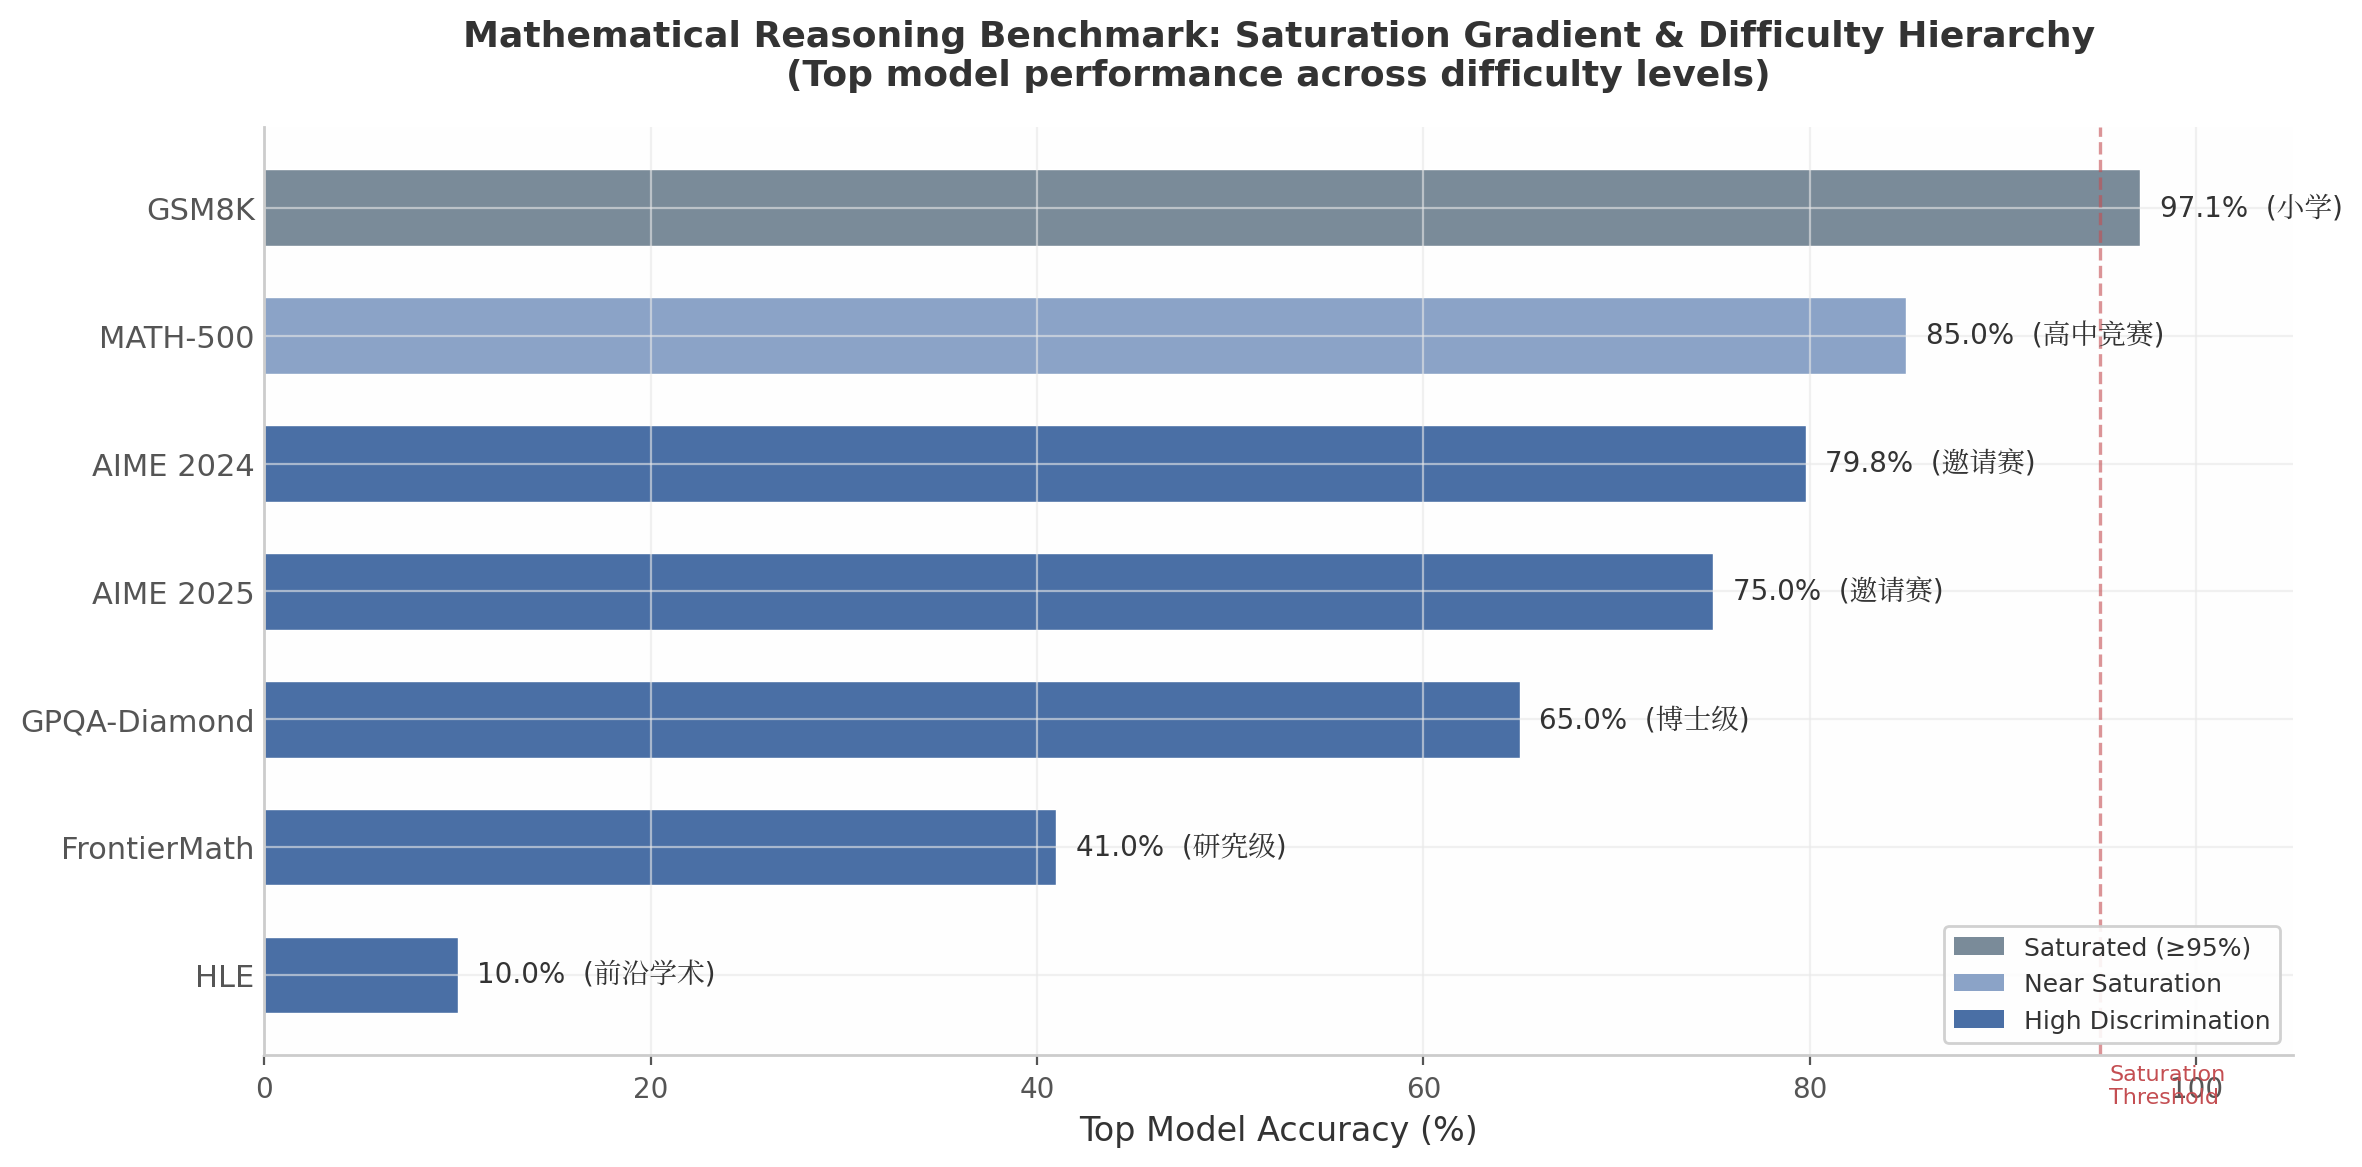 Mathematical Reasoning Benchmark: Saturation Gradient & Difficulty Hierarchy
(Top model performance across difficulty levels)
GSM8K
97.1% (小学)
MATH-500
85.0% (高中竞赛)
AIME 2024
79.8% (邀请赛)
AIME 2025
75.0% (邀请赛)
GPQA-Diamond
65.0% (博士级)
FrontierMath
41.0% (研究级)
HLE
10.0% (前沿学术)
Saturated (≥95%)
Near Saturation
High Discrimination
0 20 40 60 80 100
Saturation
Threshold
Top Model Accuracy (%)